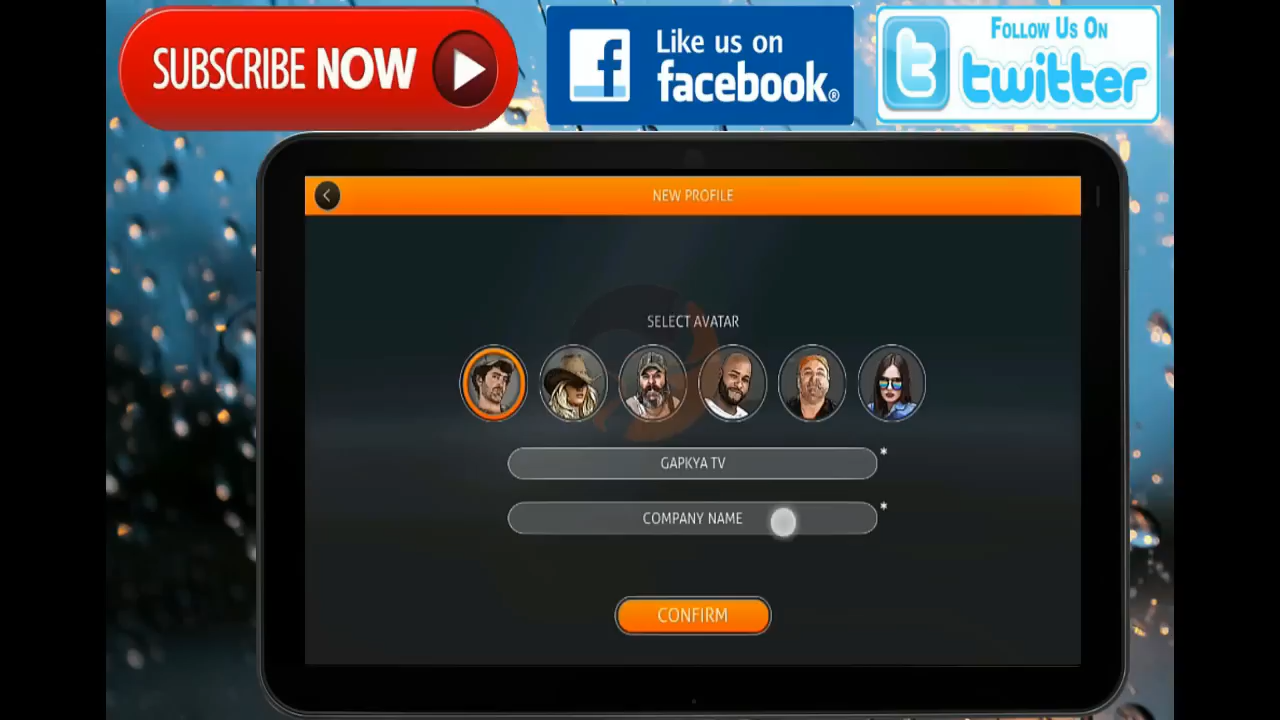 SUBSCRIBE NOW
Like us on
facebook®
FOLLOW US ON
twitter
NEW PROFILE
SELECT AVATAR
GAPKYA TV *
COMPANY NAME *
CONFIRM